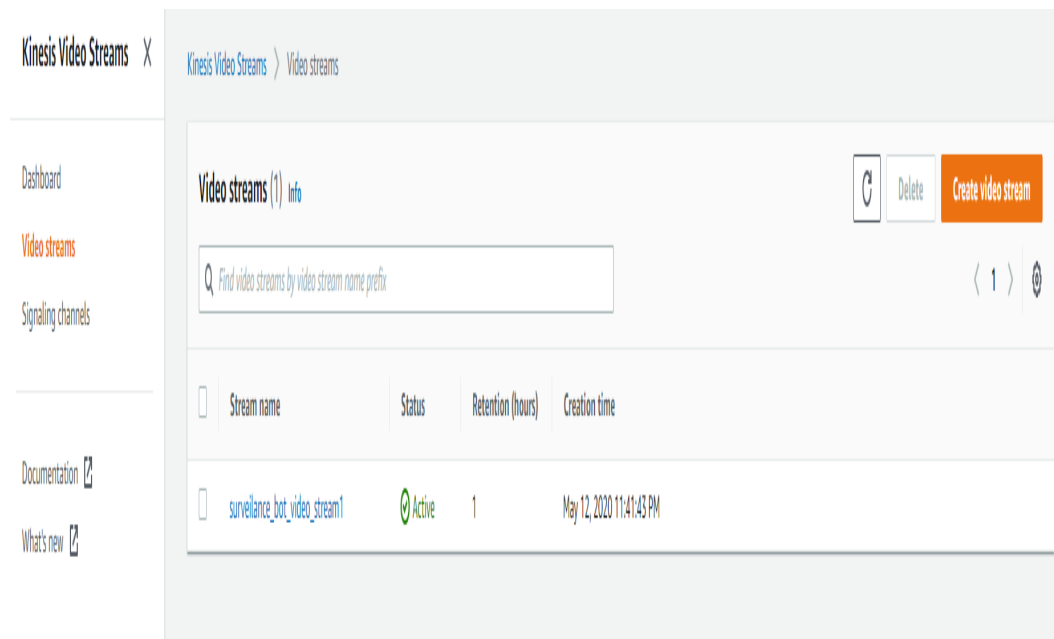 Kinesis Video Streams X
Kinesis Video Streams > Video streams
Dashboard
Video streams
Signaling channels
Documentation
What's new
Video streams (1) Info
Delete
Create video stream
Find video streams by video stream name prefix
< 1 >
Stream name Status Retention (hours) Creation time
surveilance_bot_video_stream1 Active 1 May 12, 2020 11:41:43 PM